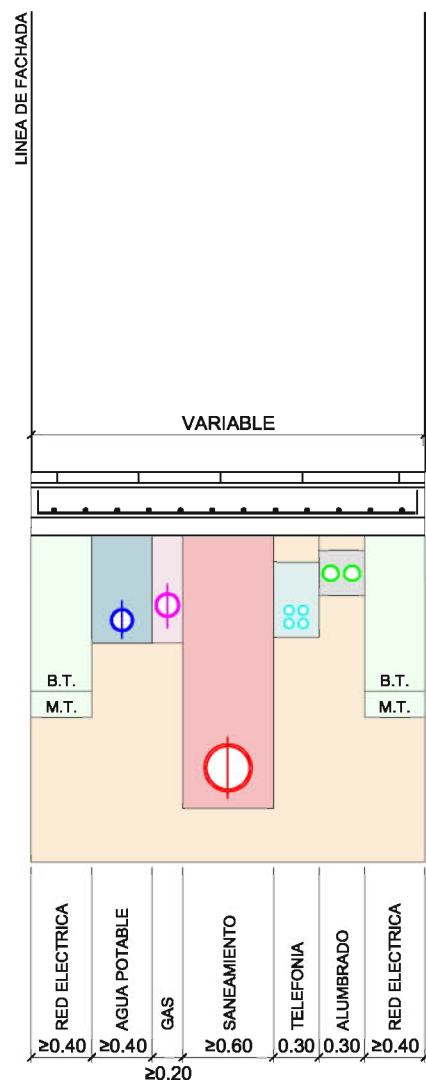 LINEA DE FACHADA
VARIABLE
B.T.
M.T.
B.T.
M.T.
RED ELECTRICA
AGUA POTABLE
GAS
SANEAMIENTO
TELEFONIA
ALUMBRADO
RED ELECTRICA
≥0.40
≥0.40
≥0.60
0.30
0.30
≥0.40
≥0.20